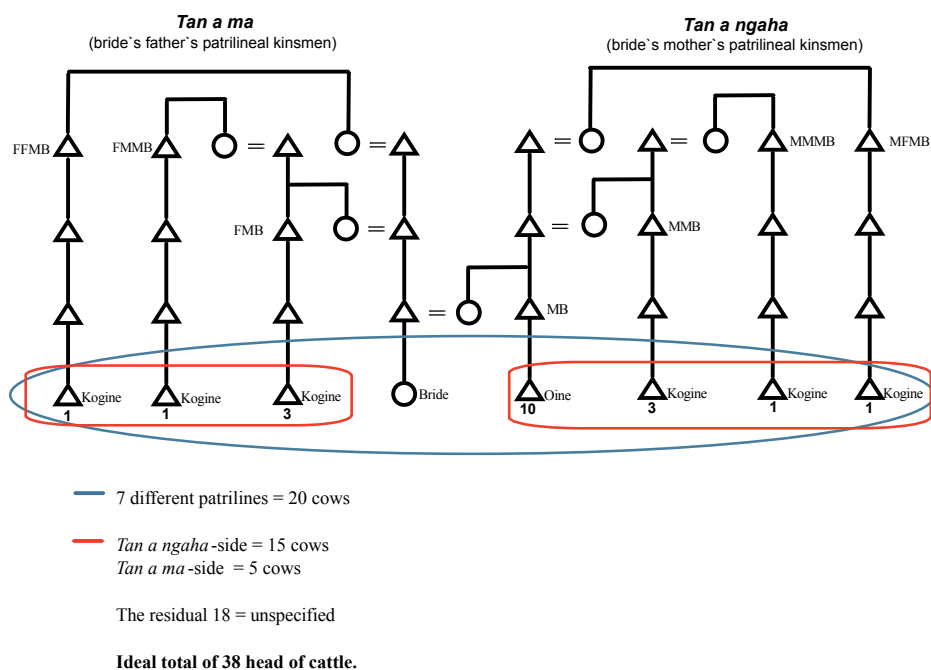 Tan a ma
(bride`s father`s patrilineal kinsmen)
Tan a ngaha
(bride`s mother`s patrilineal kinsmen)
FFMB
FMMB
=
=
=
=
MMMB
MFMB
FMB
=
=
MMB
=
MB
Kogine
1
Kogine
1
Kogine
3
Bride
Oine
10
Kogine
3
Kogine
1
Kogine
1
7 different patrilines = 20 cows
Tan a ngaha-side = 15 cows
Tan a ma-side = 5 cows
The residual 18 = unspecified
Ideal total of 38 head of cattle.